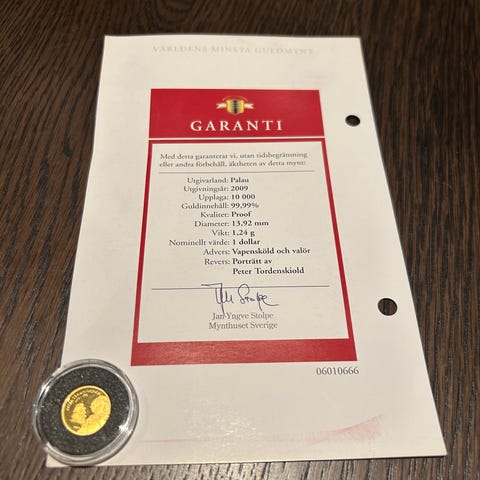 VÄRLDENS MINSTA GULDMYNT
GARANTI
Med detta garanterar vi, utan tidsbegränsning
eller andra förbehåll, äktheten av detta mynt:
Utgivarland: Palau
Utgivningsår: 2009
Upplaga: 10 000
Guldinnehåll: 99,99%
Kvalitet: Proof
Diameter: 13,92 mm
Vikt: 1,24 g
Nominellt värde: 1 dollar
Advers: Vapensköld och valör
Revers: Porträtt av
Peter Tordenskiold
Jan-Yngve Stolpe
Mynthuset Sverige
06010666